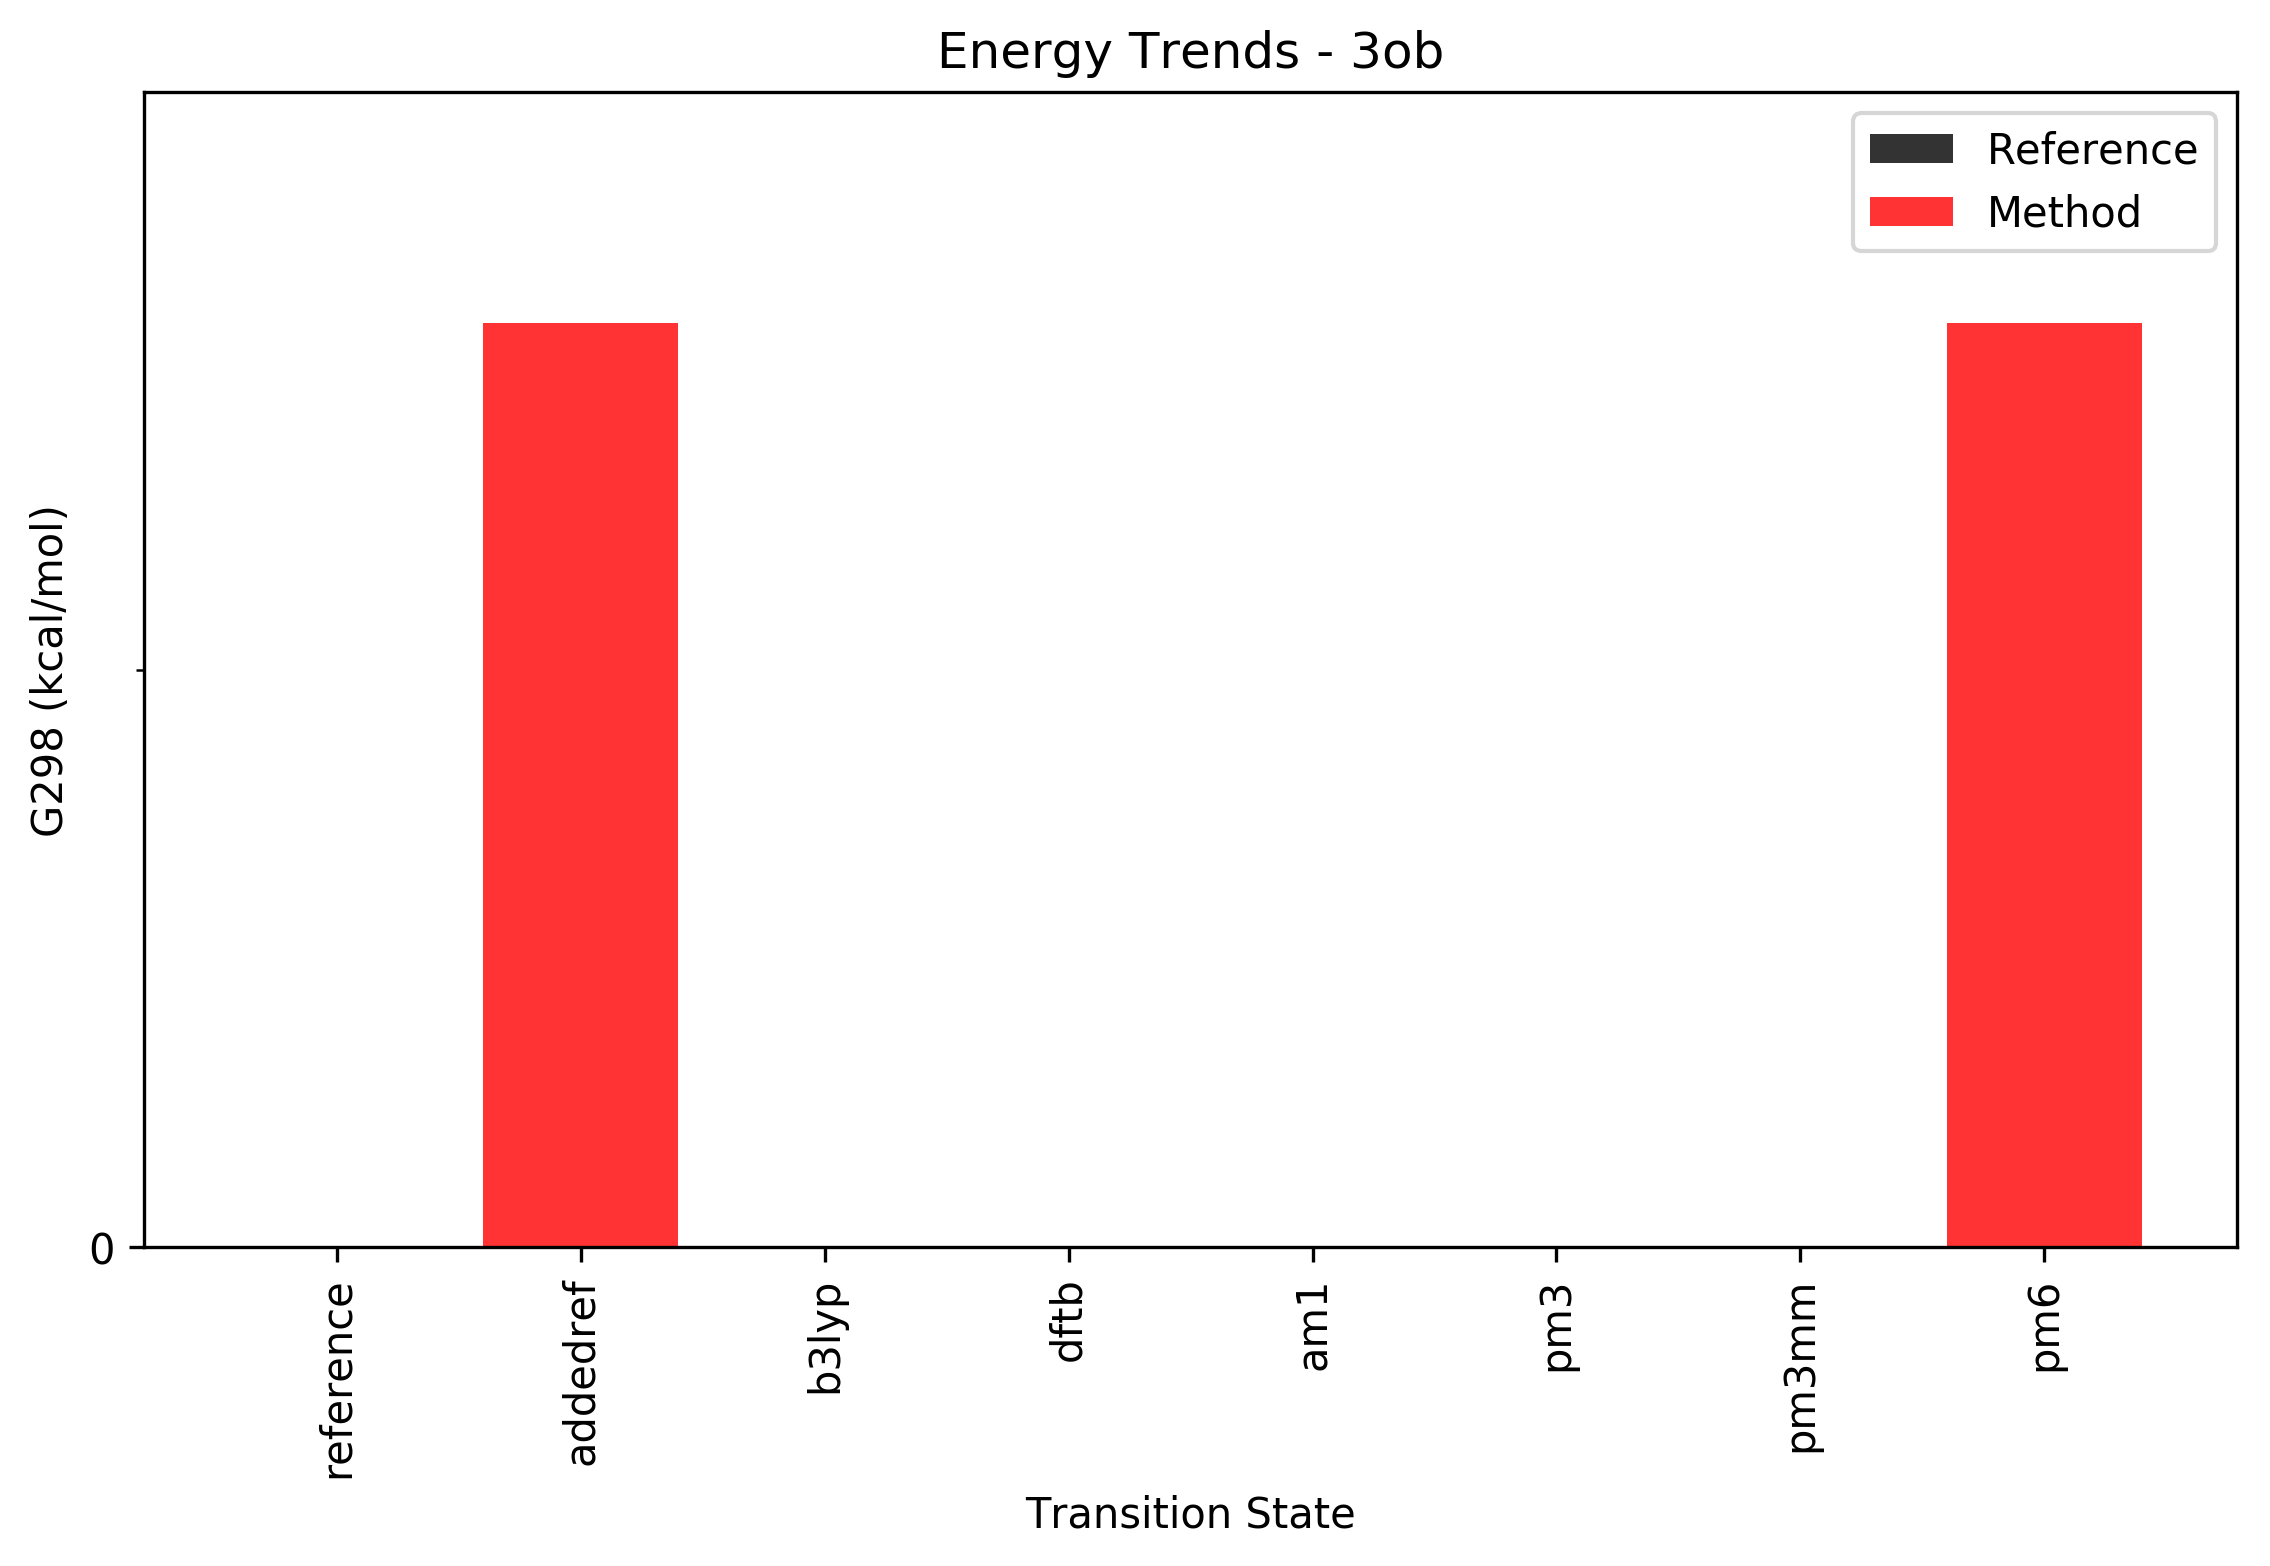 Energy Trends - 3ob
Reference
Method
G298 (kcal/mol)
0
reference
addedref
b3lyp
dftb
am1
pm3
pm3mm
pm6
Transition State